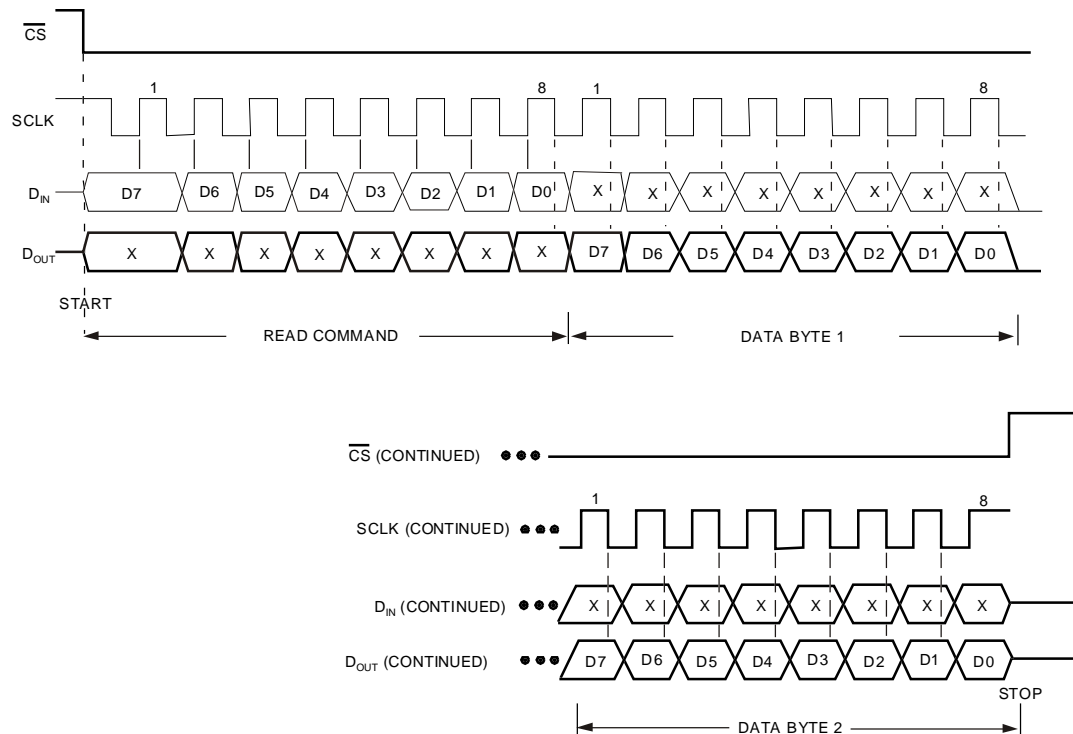 CS
1 8 1 8
SCLK
DIN D7 D6 D5 D4 D3 D2 D1 D0 X X X X X X X X
DOUT X X X X X X X X D7 D6 D5 D4 D3 D2 D1 D0
START
READ COMMAND DATA BYTE 1
CS (CONTINUED)
1 8
SCLK (CONTINUED)
DIN (CONTINUED) X X X X X X X X
DOUT (CONTINUED) D7 D6 D5 D4 D3 D2 D1 D0
STOP
DATA BYTE 2